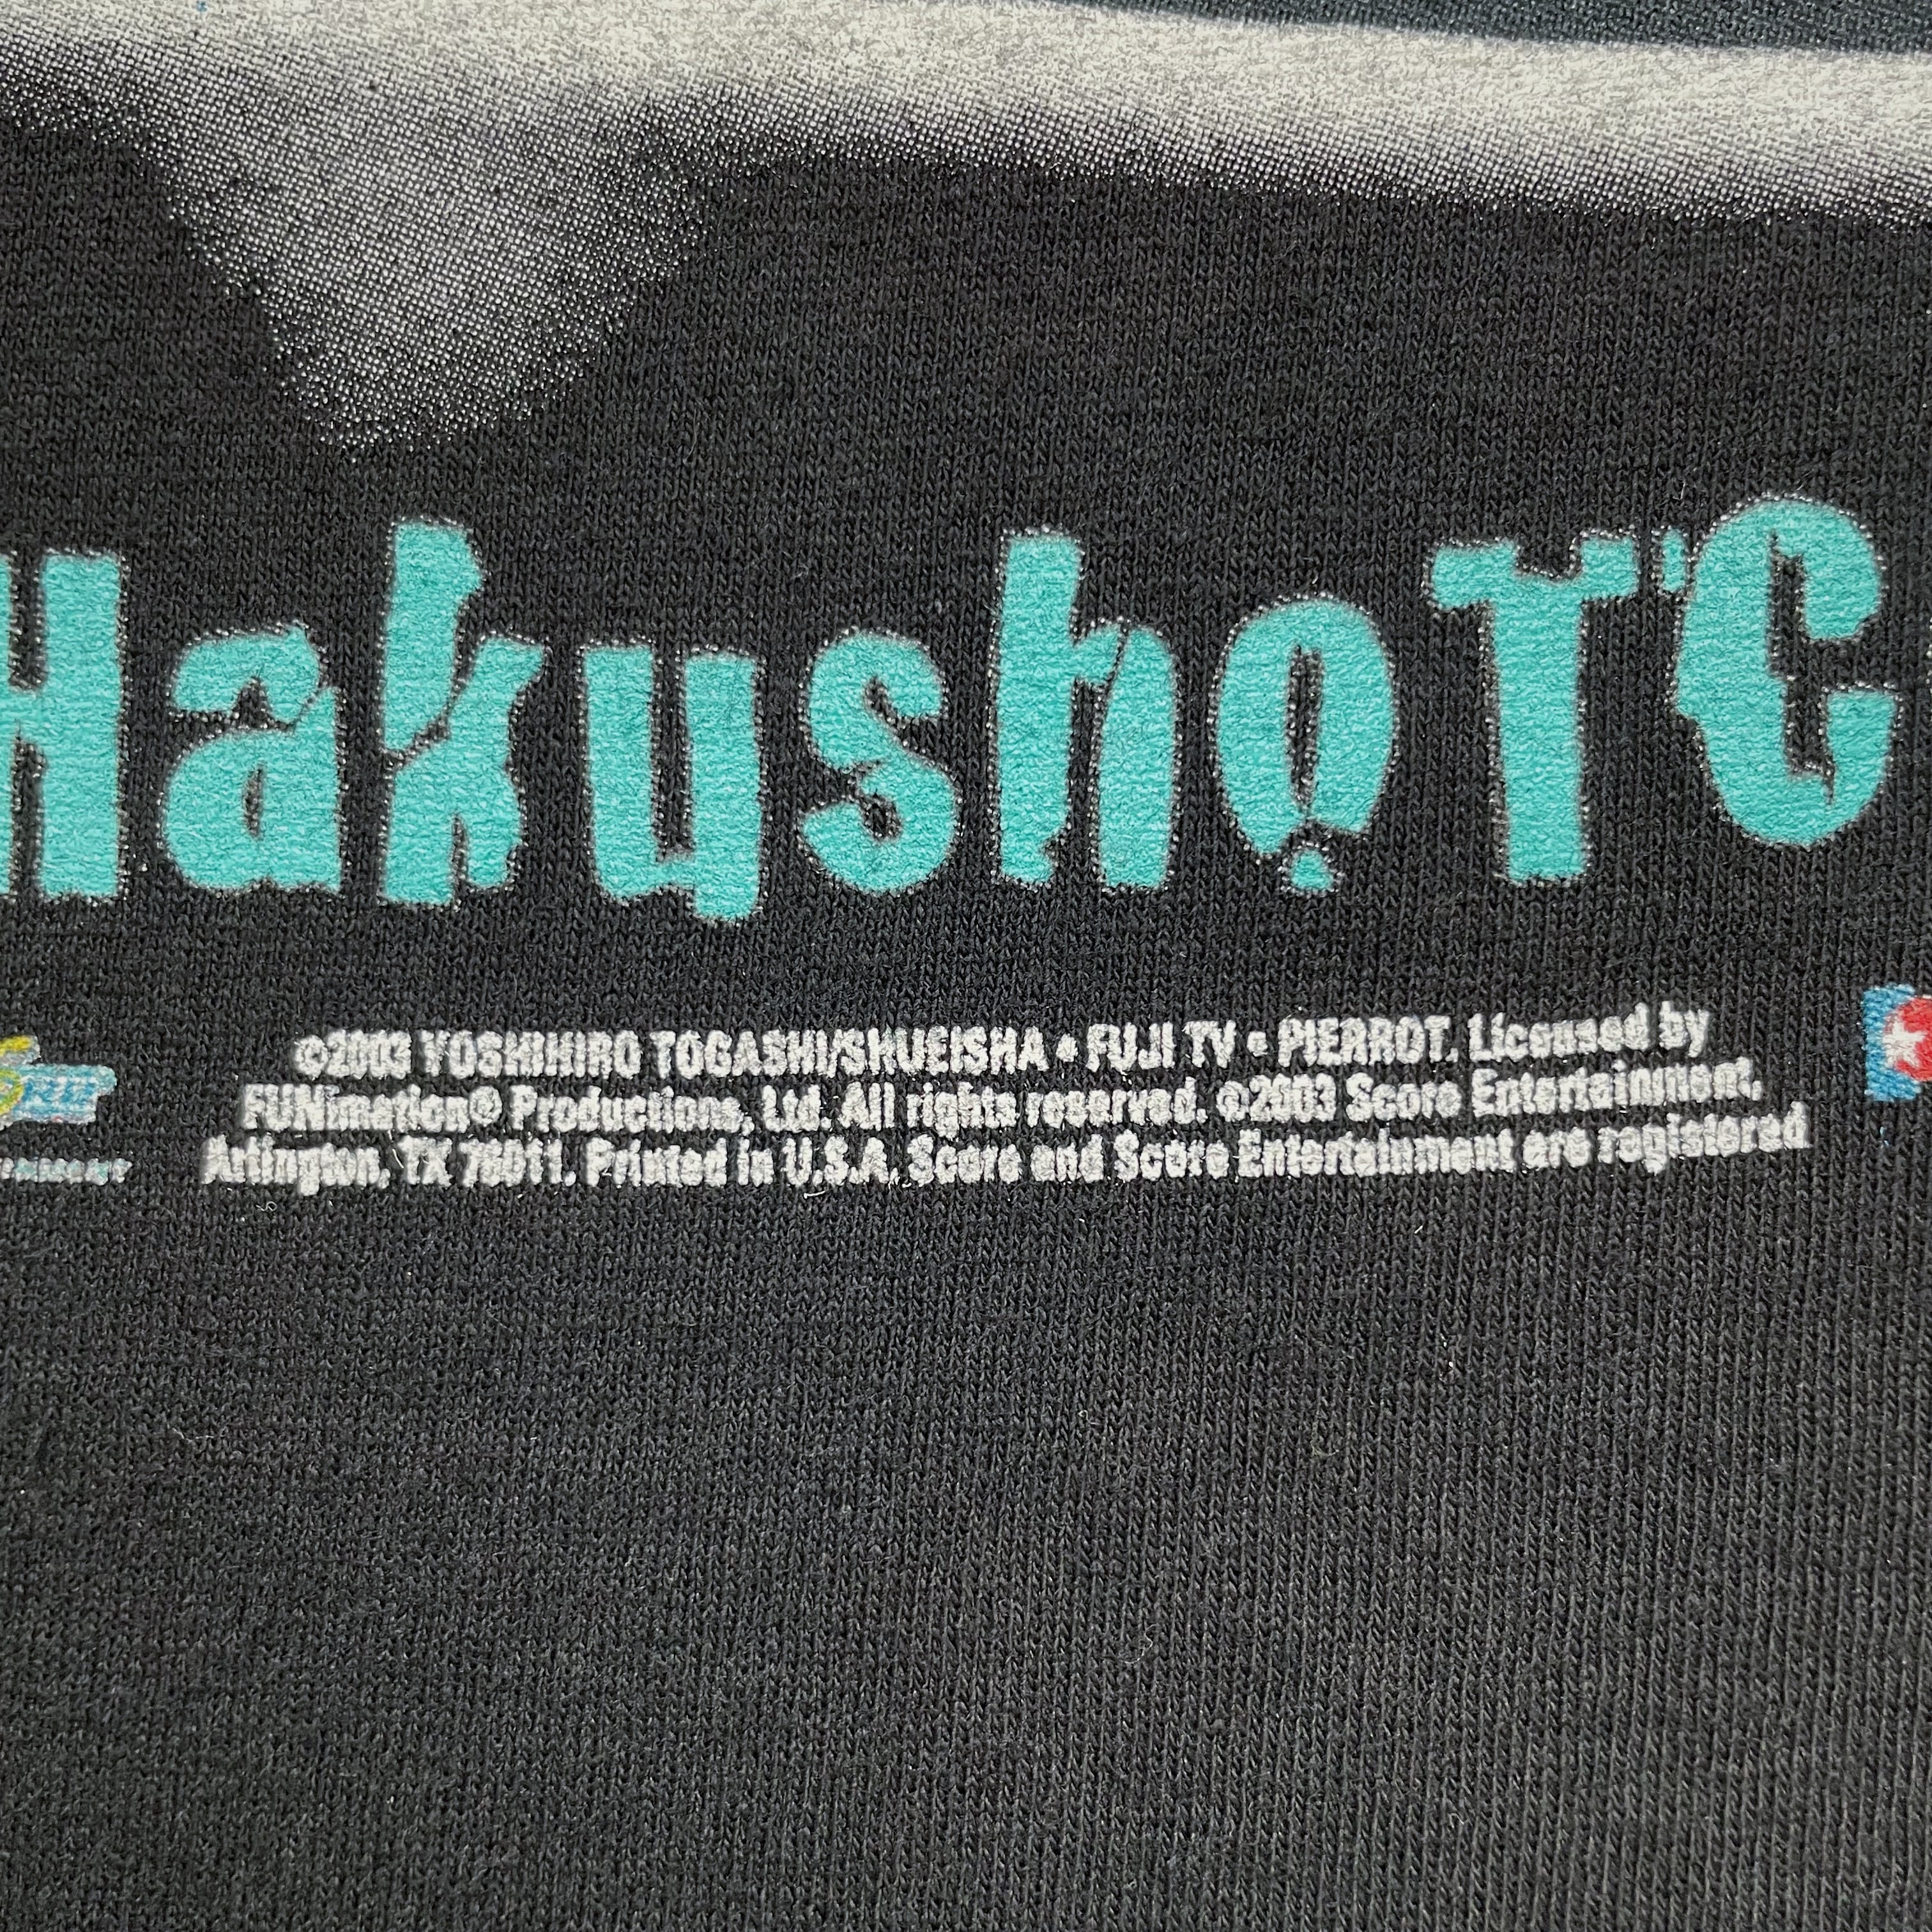 Hakusho TC
©2003 YOSHIHIRO TOGASHI/SHUEISHA • FUJI TV • PIERROT. Licensed by
FUNimation® Productions, Ltd. All rights reserved. ©2003 Score Entertainment.
Arlington, TX 76011. Printed in U.S.A. Score and Score Entertainment are registered